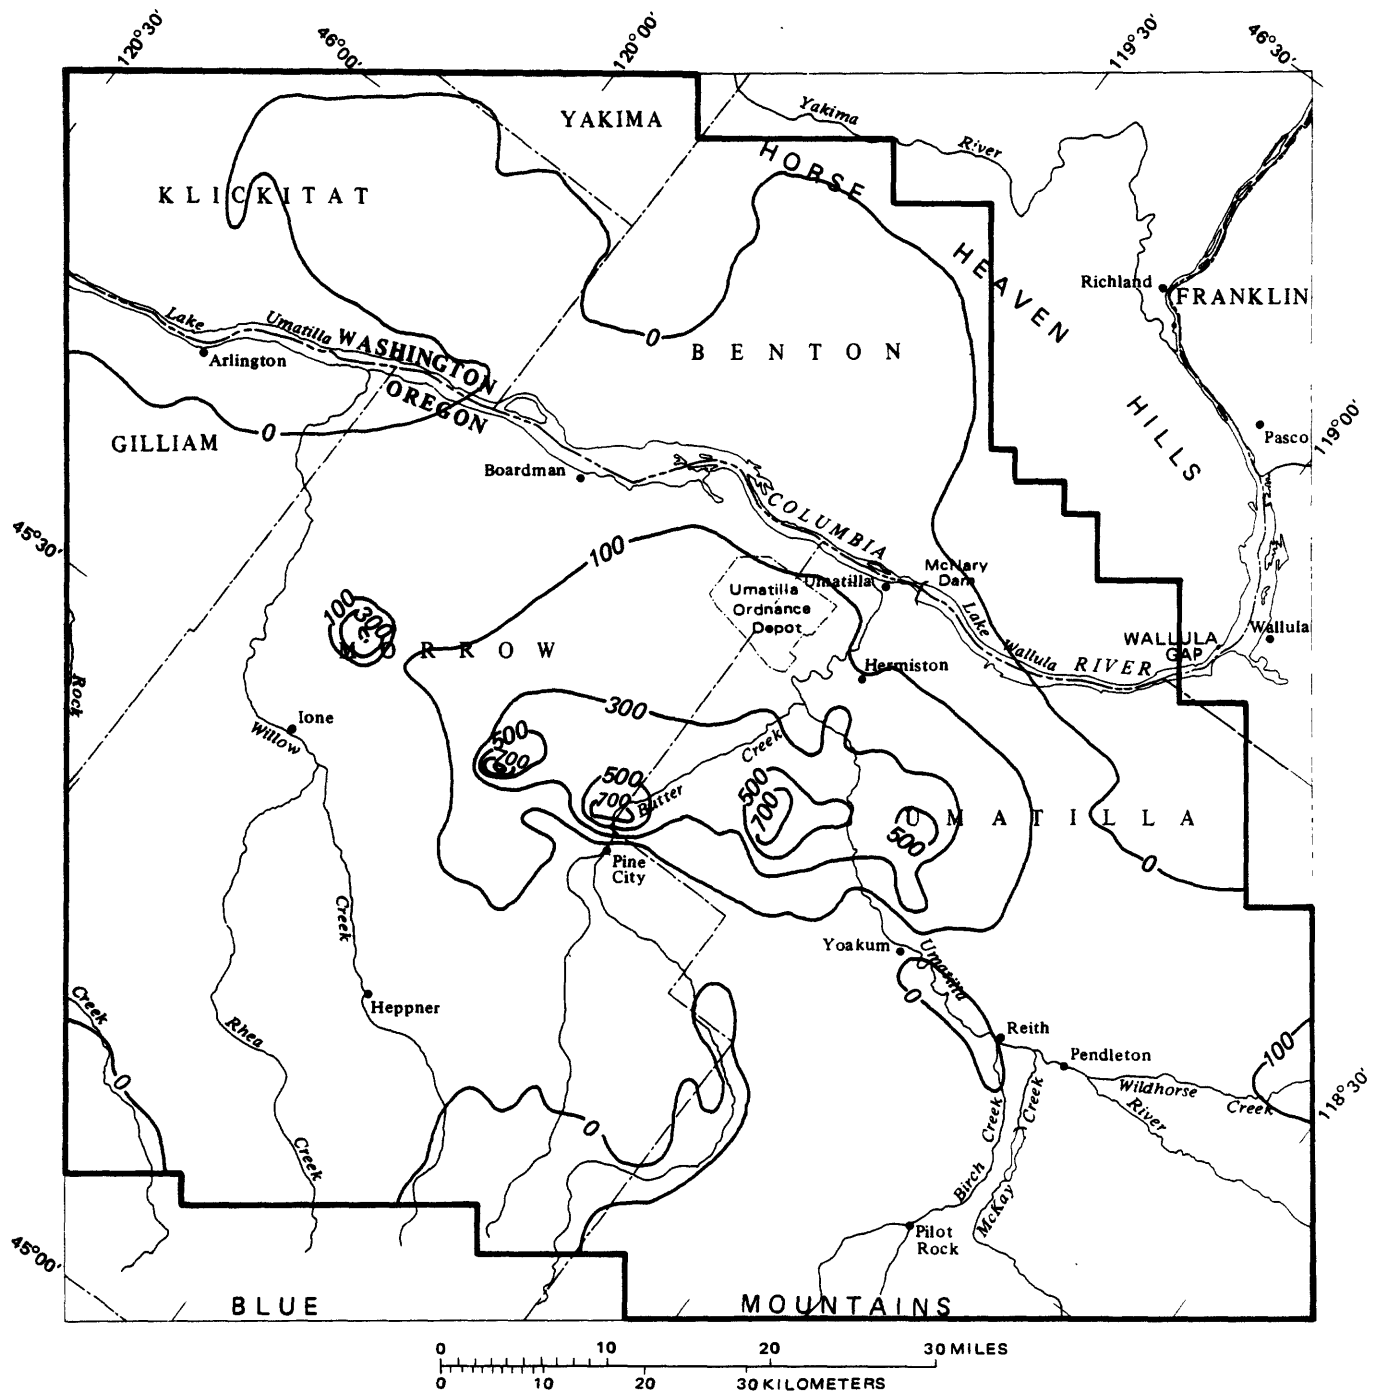 120°30'
46°00'
120°00'
119°30'
46°30'
YAKIMA
Yakima
River
HORSE
KLICKITAT
HEAVEN
Richland
FRANKLIN
Lake
Umatilla
WASHINGTON
0
BENTON
Arlington
OREGON
HILLS
119°00'
Pasco
GILLIAM
0
Boardman
COLUMBIA
45°30'
100
McNary
Dam
Umatilla
Umatilla
Ordnance
Depot
100
300
Lake
Wallula
WALLULA
GAP
Wallula
RIVER
MORROW
Hermiston
Rock
Ione
Willow
300
500
700
Creek
500
700
Butter
500
700
UMATILLA
500
0
Pine
City
Creek
Yoakum
Umatilla
0
Creek
Heppner
Rhea
Reith
Pendleton
100
0
Wildhorse
Creek
River
118°30'
0
Creek
Creek
Creek
Birch
McKay
Pilot
Rock
45°00'
BLUE
MOUNTAINS
0 10 20 30 MILES
0 10 20 30 KILOMETERS